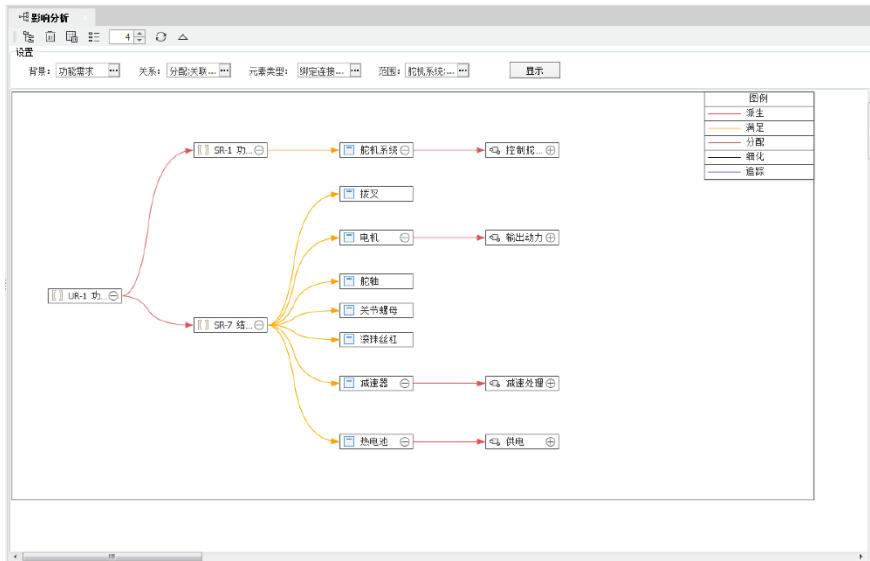 影响分析
4
设置
背景: 功能需求 ... 关系: 分配;关联... ... 元素类型: 绑定连接... ... 范围: 舵机系统;... ... 显示
图例
派生
满足
分配
细化
追踪
SR-1 功...
舵机系统
控制舵...
拨叉
电机
输出动力
舵轴
UR-1 功...
关节螺母
SR-7 结...
滚珠丝杠
减速器
减速处理
热电池
供电